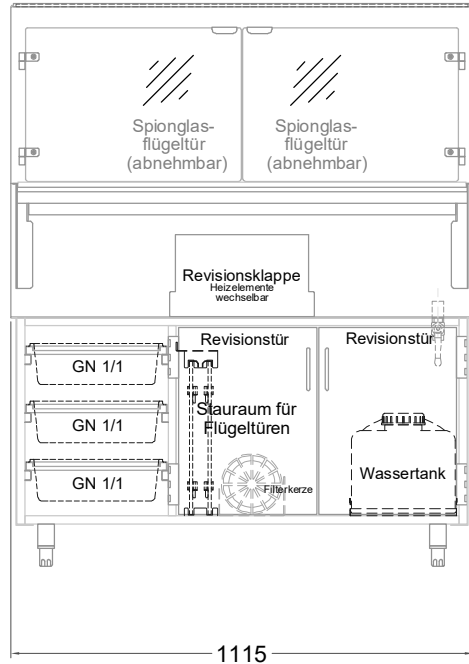 Spionglas-
flügeltür
(abnehmbar)
Spionglas-
flügeltür
(abnehmbar)
Revisionsklappe
Heizelemente
wechselbar
Revisionstür
Revisionstür
GN 1/1
GN 1/1
GN 1/1
Stauraum für
Flügeltüren
Wassertank
Filterkerze
1115